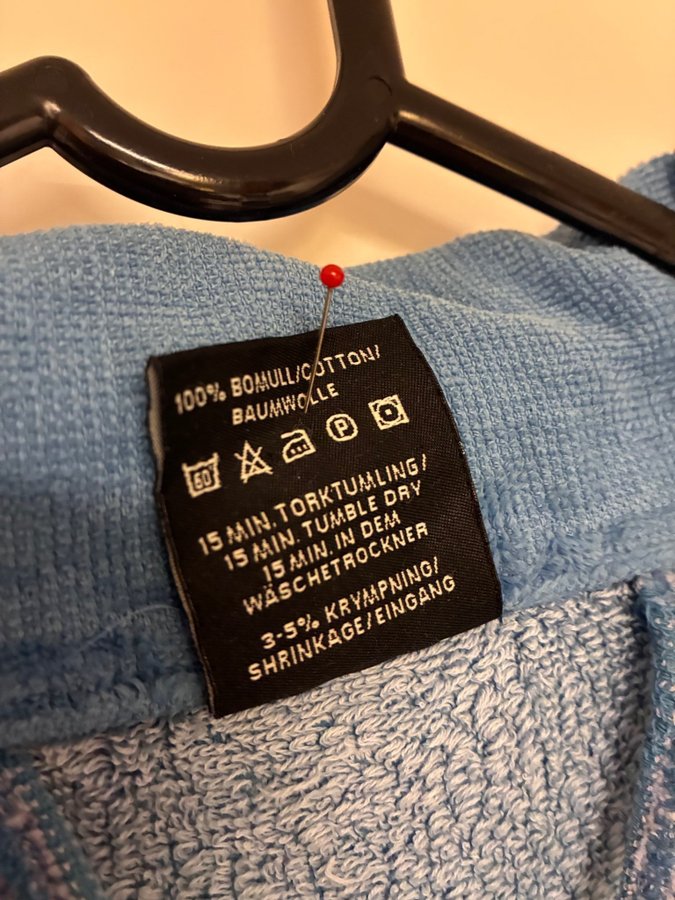 100% BOMULL/COTTON/
BAUMWOLLE
60 P
15 MIN. TORKTUMLING/
15 MIN. TUMBLE DRY
15 MIN. IN DEM
WÄSCHETROCKNER
3-5% KRYMPNING/
SHRINKAGE/EINGANG